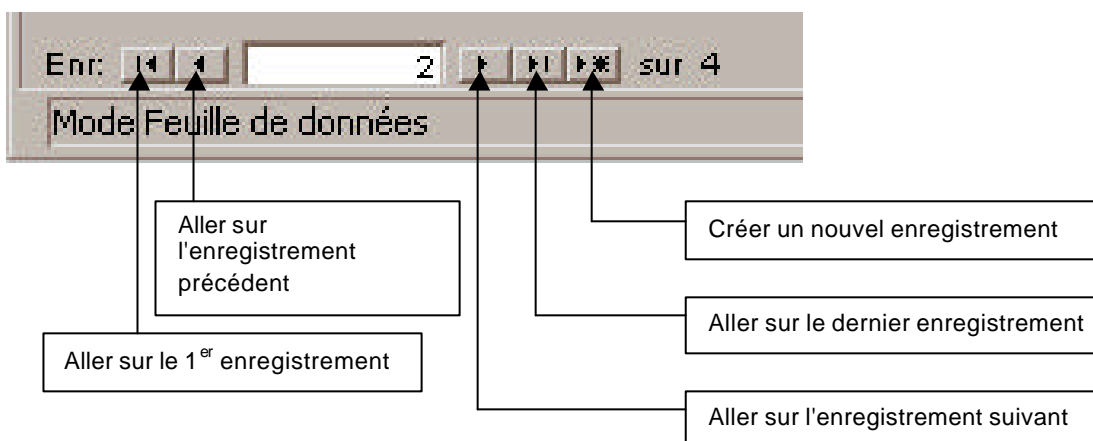 Enr: 2 sur 4
Mode Feuille de données
Aller sur
l'enregistrement
précédent
Créer un nouvel enregistrement
Aller sur le dernier enregistrement
Aller sur le 1er enregistrement
Aller sur l'enregistrement suivant